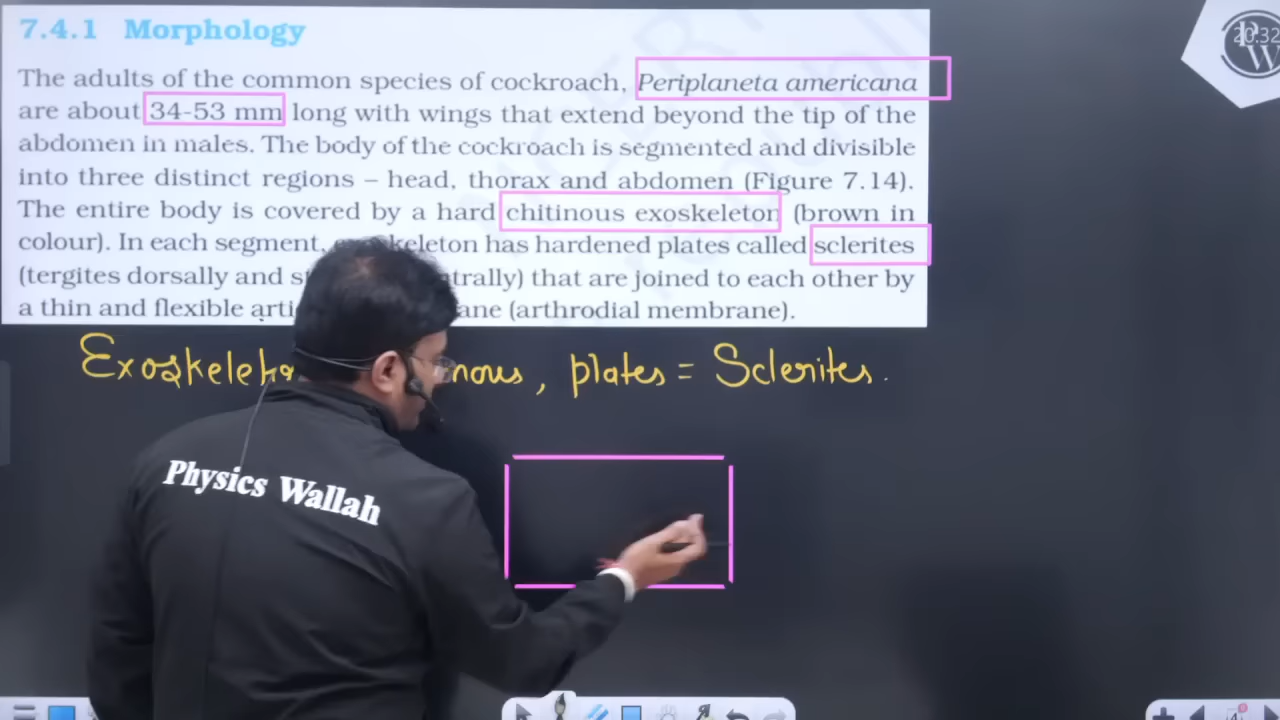 7.4.1 Morphology
The adults of the common species of cockroach, Periplaneta americana
are about 34-53 mm long with wings that extend beyond the tip of the
abdomen in males. The body of the cockroach is segmented and divisible
into three distinct regions – head, thorax and abdomen (Figure 7.14).
The entire body is covered by a hard chitinous exoskeleton (brown in
colour). In each segment, keleton has hardened plates called sclerites
(tergites dorsally and s trally) that are joined to each other by
a thin and flexible arti ane (arthrodial membrane).
Exoskele nous, plates = Sclerites.
Physics Wallah
PW
20:32